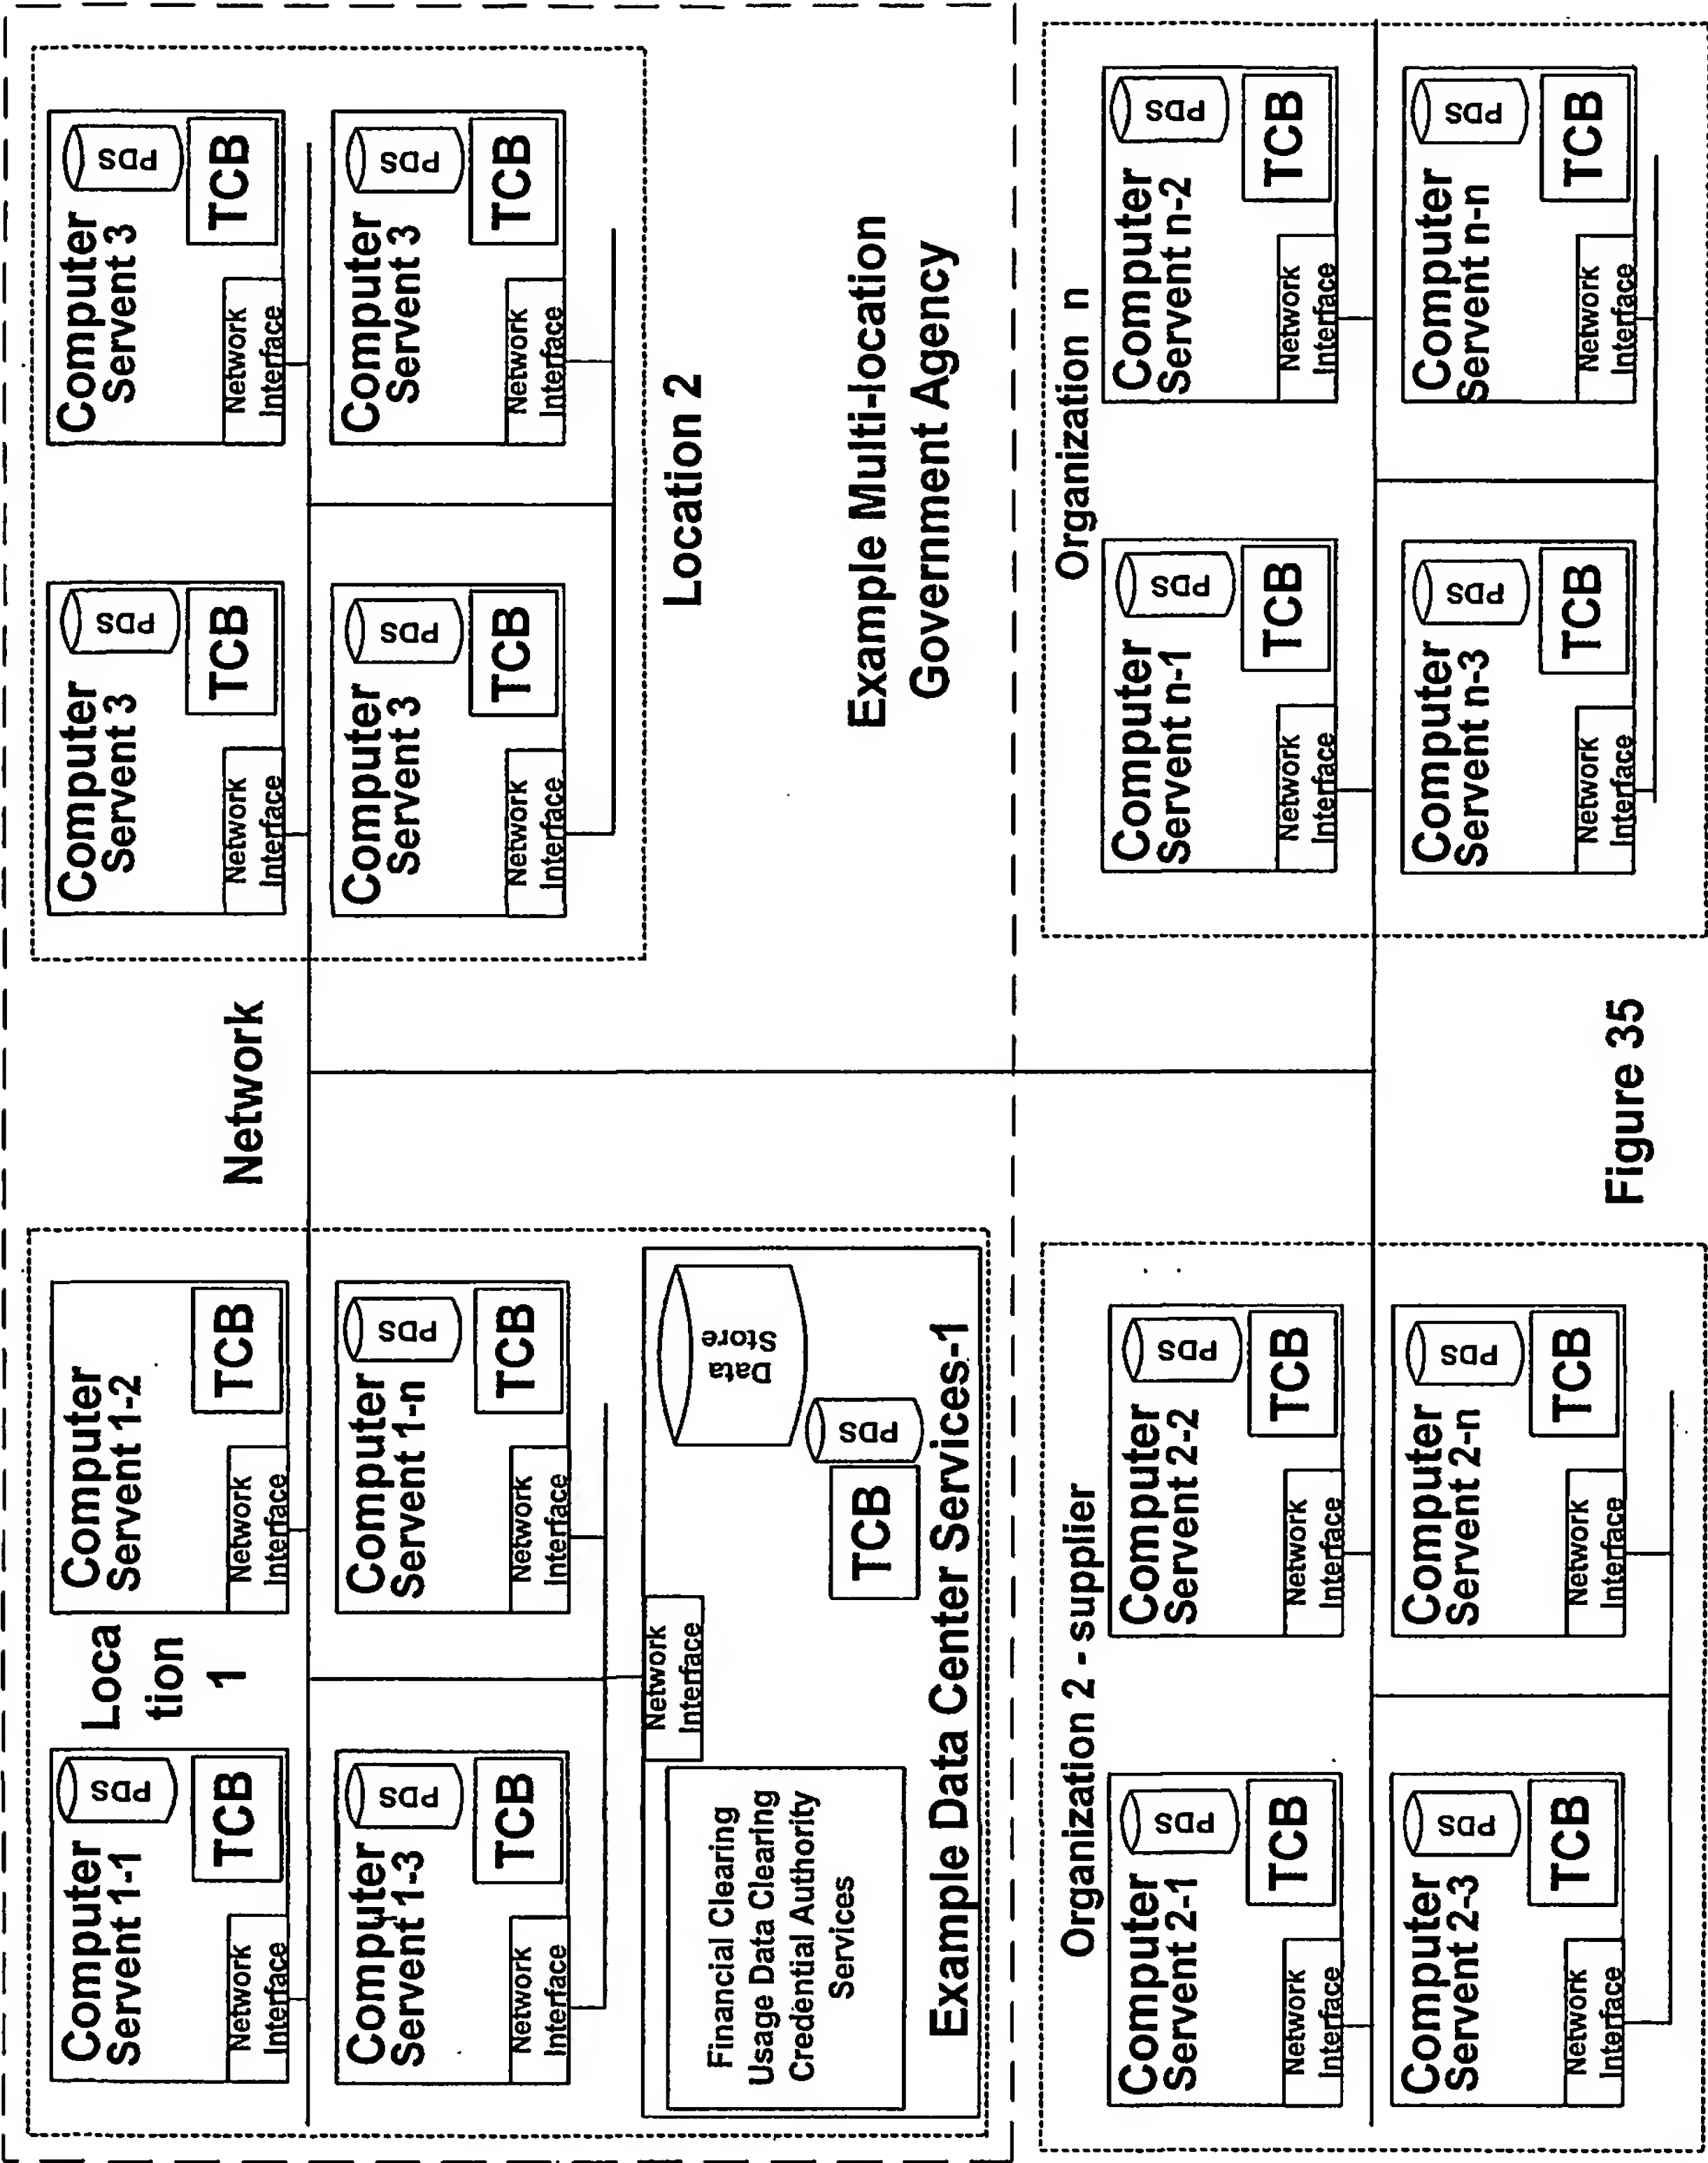 Computer
Servent 1-1
PDS
TCB
Network
Interface
Loca
tion
1
Computer
Servent 1-2
TCB
Network
Interface
Computer
Servent 1-3
PDS
TCB
Network
Interface
Computer
Servent 1-n
PDS
TCB
Network
Interface
Financial Clearing
Usage Data Clearing
Credential Authority
Services
Network
Interface
TCB
PDS
Data
Store
Example Data Center Services-1
Network
Computer
Servent 3
PDS
TCB
Network
Interface
Computer
Servent 3
PDS
TCB
Network
Interface
Computer
Servent 3
PDS
TCB
Network
Interface
Computer
Servent 3
PDS
TCB
Network
Interface
Location 2
Example Multi-location
Government Agency
Organization 2 - supplier
Computer
Servent 2-1
PDS
TCB
Network
Interface
Computer
Servent 2-2
PDS
TCB
Network
Interface
Computer
Servent 2-3
PDS
TCB
Network
Interface
Computer
Servent 2-n
PDS
TCB
Network
Interface
Organization n
Computer
Servent n-1
PDS
TCB
Network
Interface
Computer
Servent n-2
PDS
TCB
Network
Interface
Computer
Servent n-3
PDS
TCB
Network
Interface
Computer
Servent n-n
PDS
TCB
Network
Interface
Figure 35